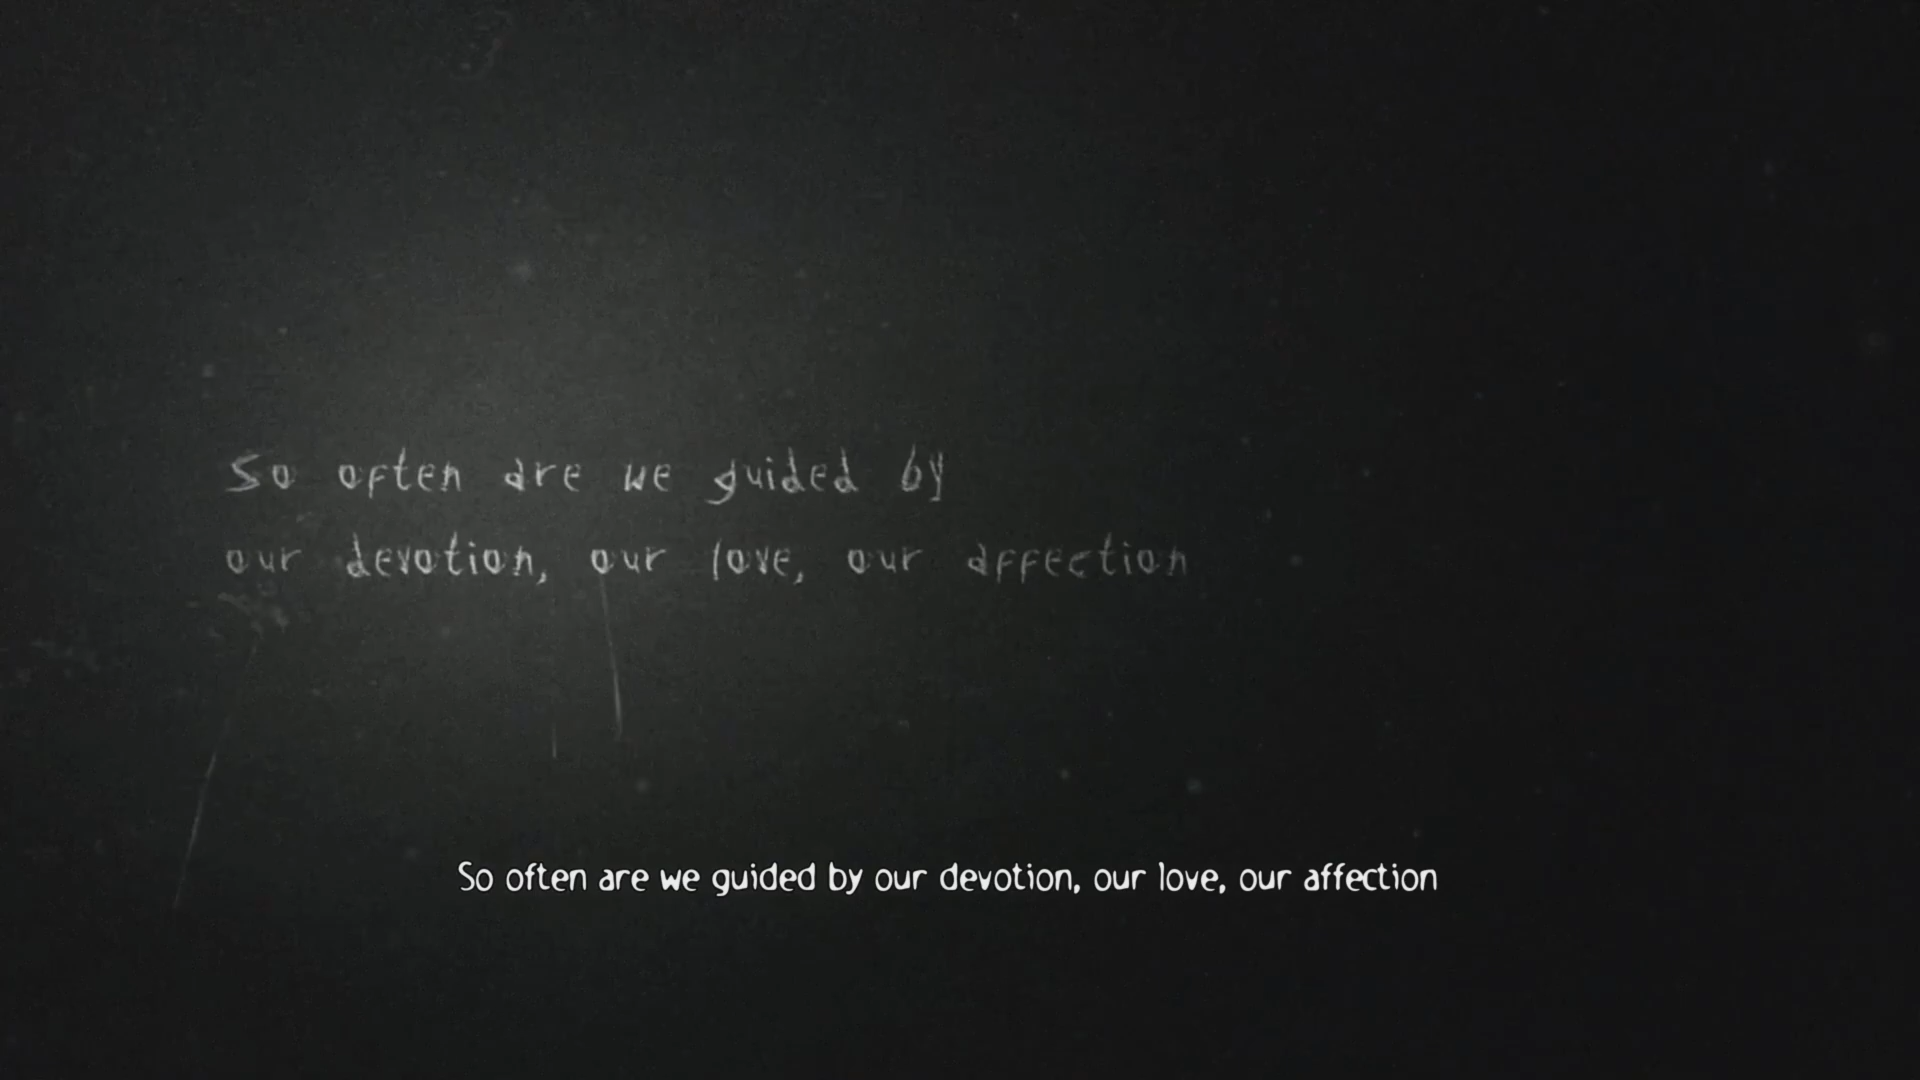 So often are we guided by
our devotion, our love, our affection
So often are we guided by our devotion, our love, our affection